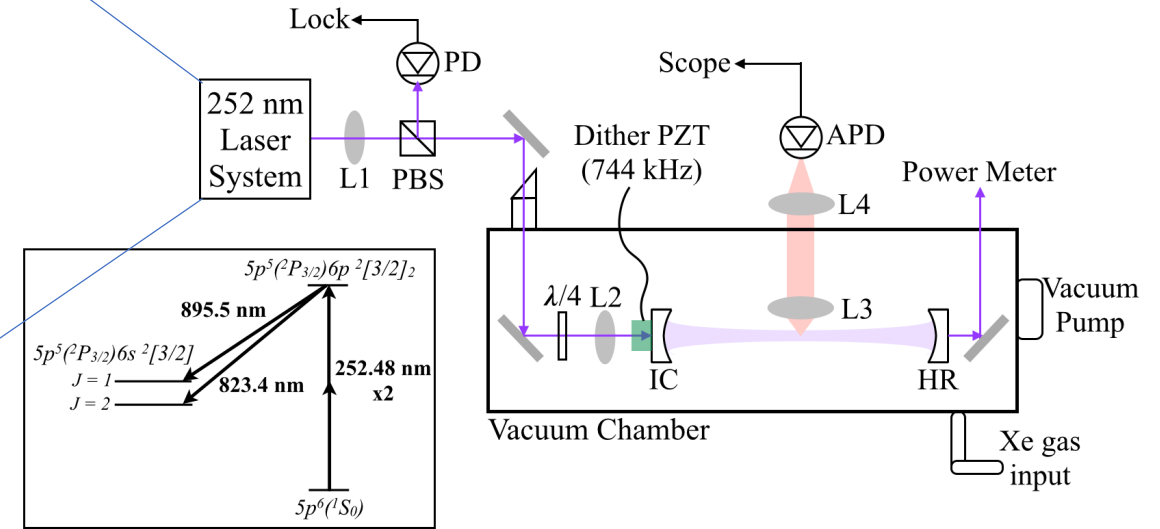 Lock
PD
252 nm
Laser
System
L1
PBS
Dither PZT
(744 kHz)
Scope
APD
Power Meter
L4
L3
λ/4
L2
IC
HR
Vacuum
Pump
Vacuum Chamber
Xe gas
input
5p⁵(²P₃/₂)6p ²[3/2]₂
895.5 nm
5p⁵(²P₃/₂)6s ²[3/2]
J = 1
J = 2
823.4 nm
252.48 nm
x2
5p⁶(¹S₀)